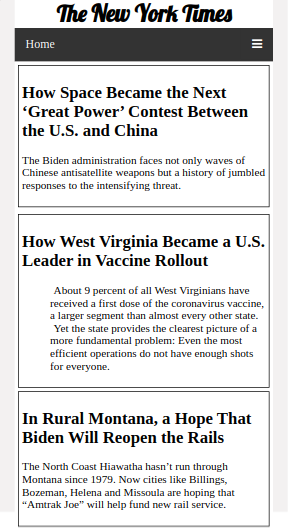 The New York Times
Home
How Space Became the Next
‘Great Power’ Contest Between
the U.S. and China
The Biden administration faces not only waves of
Chinese antisatellite weapons but a history of jumbled
responses to the intensifying threat.
How West Virginia Became a U.S.
Leader in Vaccine Rollout
About 9 percent of all West Virginians have
received a first dose of the coronavirus vaccine,
a larger segment than almost every other state.
Yet the state provides the clearest picture of a
more fundamental problem: Even the most
efficient operations do not have enough shots
for everyone.
In Rural Montana, a Hope That
Biden Will Reopen the Rails
The North Coast Hiawatha hasn’t run through
Montana since 1979. Now cities like Billings,
Bozeman, Helena and Missoula are hoping that
“Amtrak Joe” will help fund new rail service.